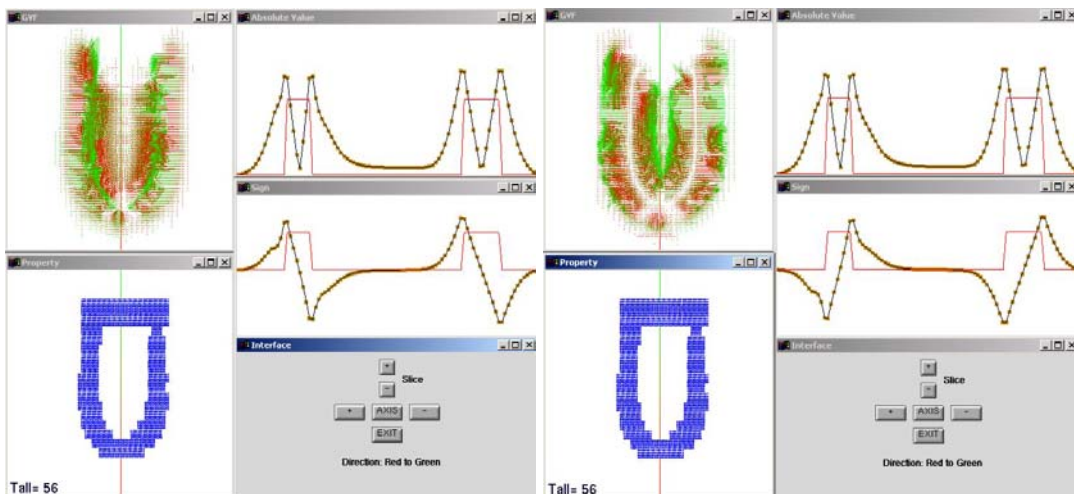 GVF
Absolute Value
Sign
Property
Tall= 56
Interface
+
Slice
-
+ AXIS -
EXIT
Direction: Red to Green
GVF
Absolute Value
Sign
Property
Tall= 56
Interface
+
Slice
-
+ AXIS -
EXIT
Direction: Red to Green